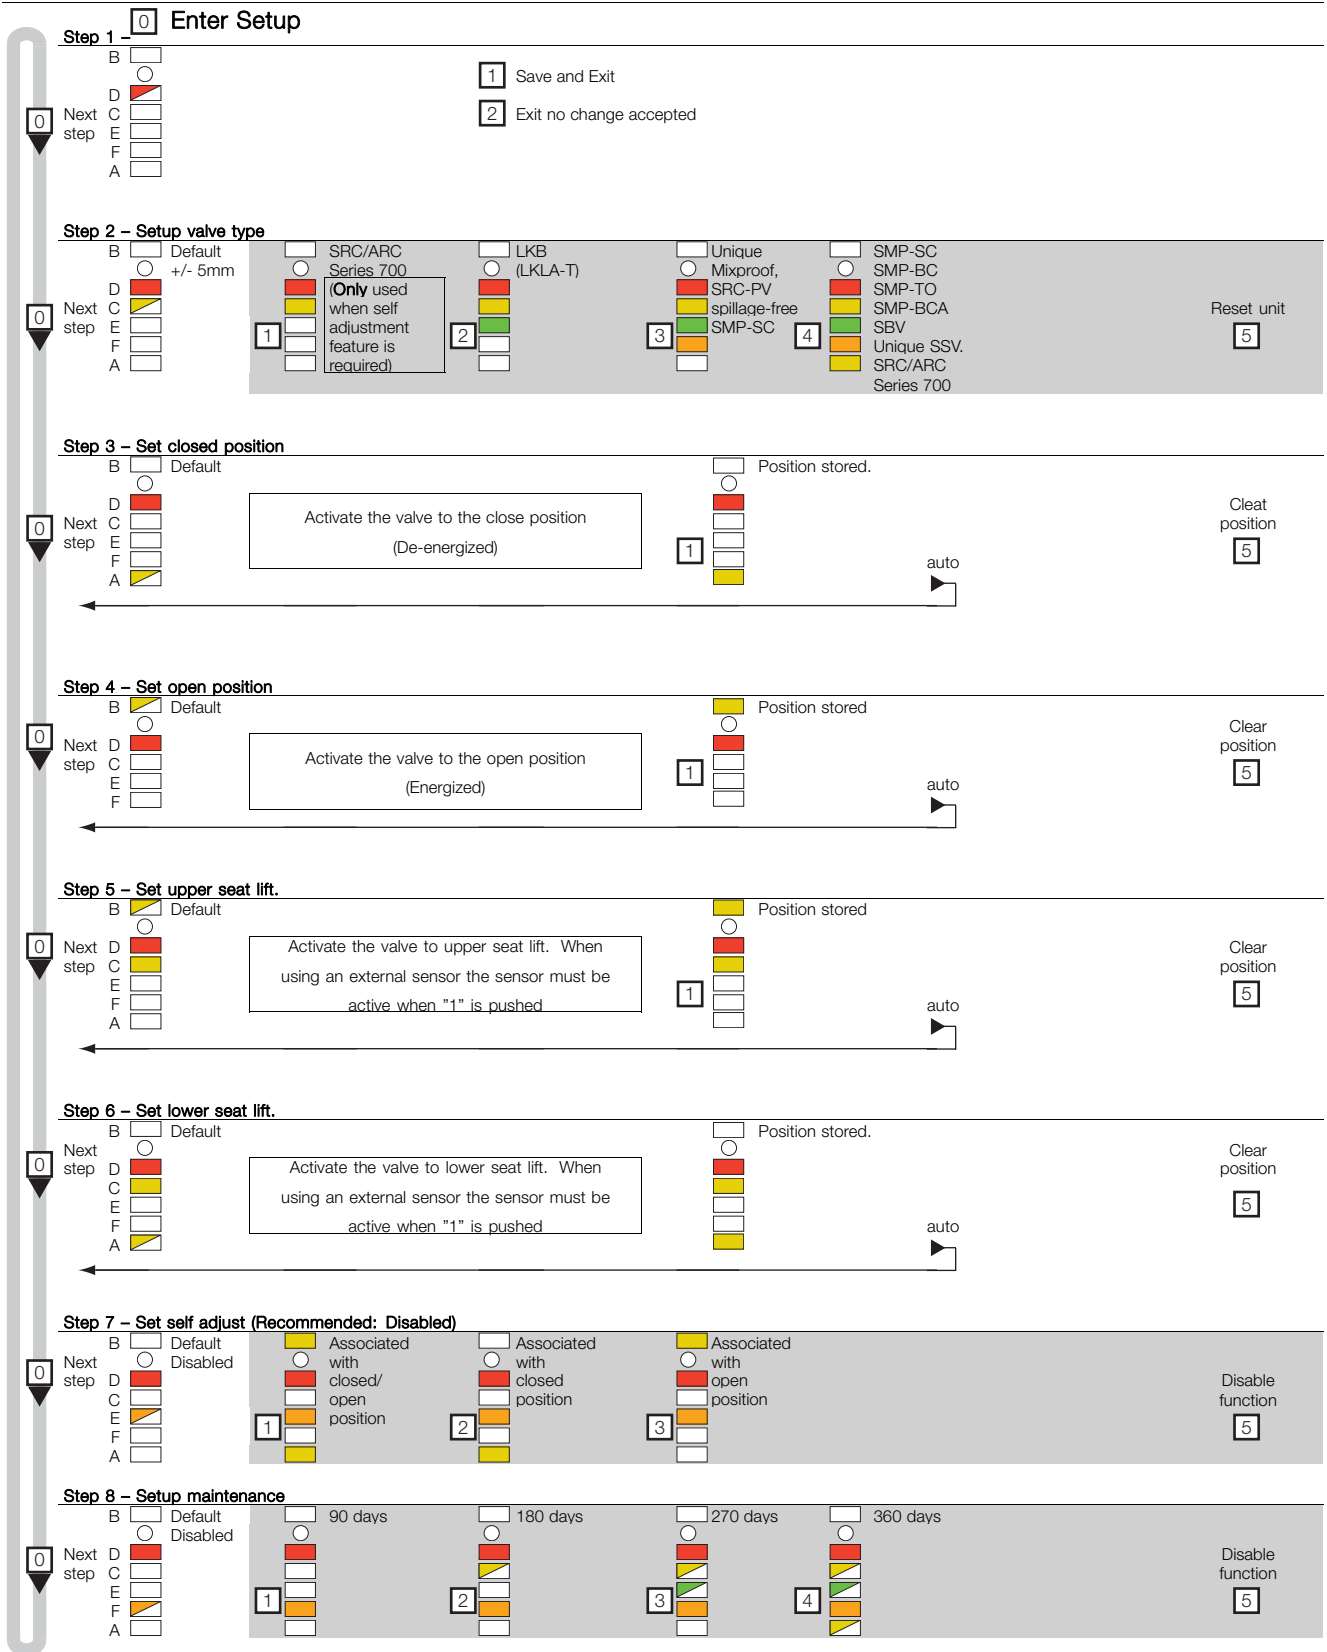 0 Enter Setup
Step 1 –
B
D
Next C
step E
F
A
0
1 Save and Exit
2 Exit no change accepted
Step 2 – Setup valve type
B Default
+/- 5mm
D
Next C
step E
F
A
0
1
SRC/ARC
Series 700
(Only used
when self
adjustment
feature is
required)
2
LKB
(LKLA-T)
3
Unique
Mixproof,
SRC-PV
spillage-free
SMP-SC
4
SMP-SC
SMP-BC
SMP-TO
SMP-BCA
SBV
Unique SSV.
SRC/ARC
Series 700
Reset unit
5
Step 3 – Set closed position
B Default
D
Next C
step E
F
A
0
Activate the valve to the close position
(De-energized)
1
Position stored.
auto
Cleat
position
5
Step 4 – Set open position
B Default
Next D
step C
E
F
0
Activate the valve to the open position
(Energized)
1
Position stored
auto
Clear
position
5
Step 5 – Set upper seat lift.
B Default
Next D
step C
E
F
A
0
Activate the valve to upper seat lift. When
using an external sensor the sensor must be
active when "1" is pushed
1
Position stored
auto
Clear
position
5
Step 6 – Set lower seat lift.
B Default
Next
step D
C
E
F
A
0
Activate the valve to lower seat lift. When
using an external sensor the sensor must be
active when "1" is pushed
Position stored.
auto
Clear
position
5
Step 7 – Set self adjust (Recommended: Disabled)
B Default
Next Disabled
step D
C
E
F
A
0
1
Associated
with
closed/
open
position
2
Associated
with
closed
position
3
Associated
with
open
position
Disable
function
5
Step 8 – Setup maintenance
B Default
Disabled
Next D
step C
E
F
A
0
1
90 days
2
180 days
3
270 days
4
360 days
Disable
function
5